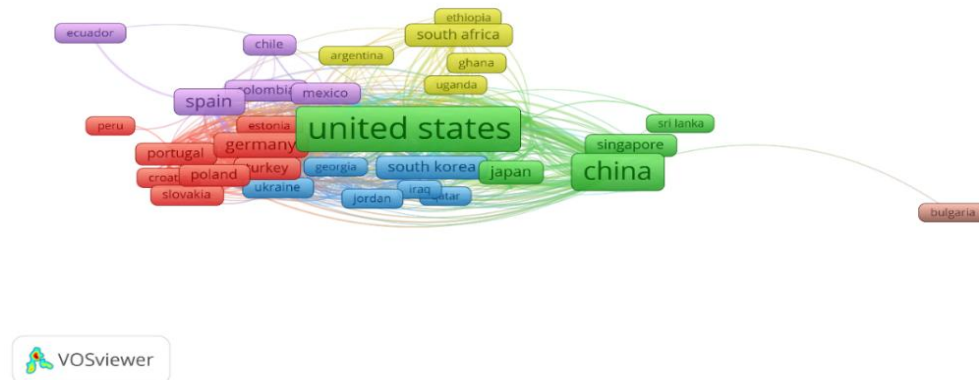 ethiopia
ecuador
south africa
chile
argentina
ghana
uganda
colombia
mexico
spain
sri lanka
peru
estonia
united states
germany
singapore
portugal
georgia
south korea
japan
china
turkey
croat
poland
ukraine
iraq
qatar
slovakia
jordan
bulgaria
VOSviewer